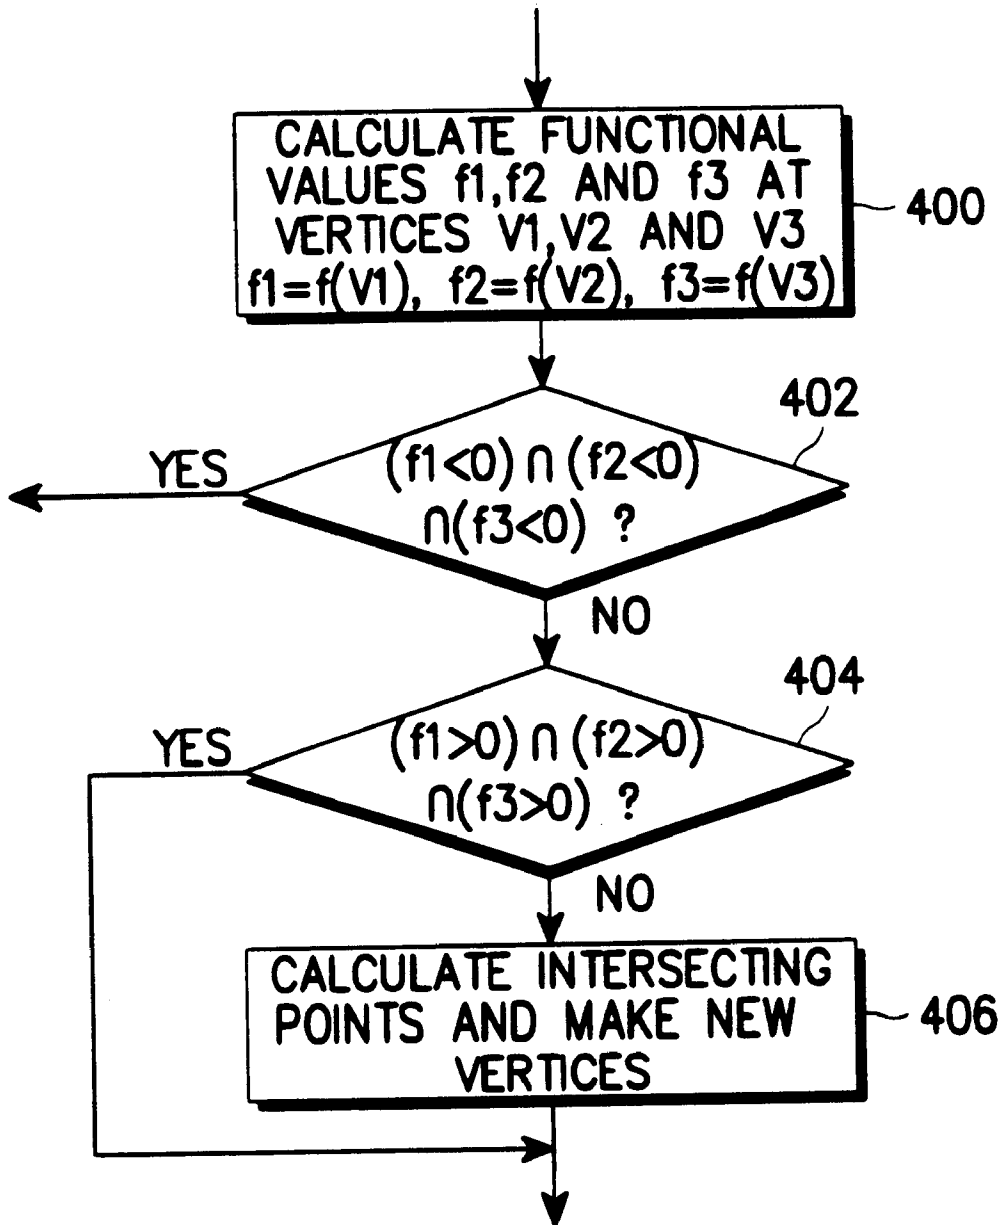 CALCULATE FUNCTIONAL
VALUES f1,f2 AND f3 AT
VERTICES V1,V2 AND V3
f1=f(V1), f2=f(V2), f3=f(V3)
400
402
(f1<0)∩(f2<0)
∩(f3<0) ?
YES
NO
404
(f1>0)∩(f2>0)
∩(f3>0) ?
YES
NO
CALCULATE INTERSECTING
POINTS AND MAKE NEW
VERTICES
406